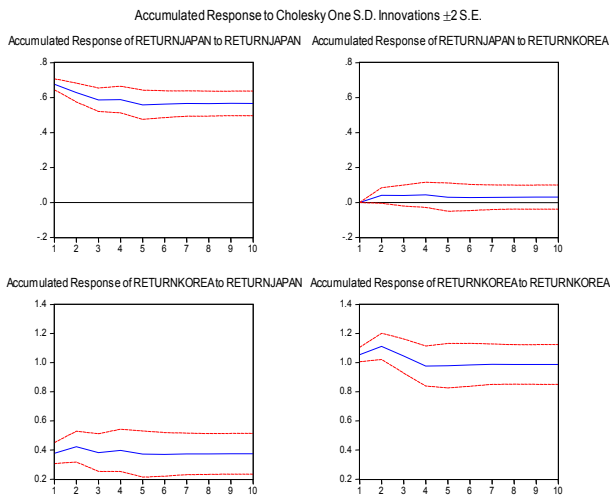 Accumulated Response to Cholesky One S.D. Innovations ±2 S.E.
Accumulated Response of RETURNJAPAN to RETURNJAPAN
.8
.6
.4
.2
.0
-.2
1 2 3 4 5 6 7 8 9 10
Accumulated Response of RETURNJAPAN to RETURNKOREA
.8
.6
.4
.2
.0
-.2
1 2 3 4 5 6 7 8 9 10
Accumulated Response of RETURNKOREA to RETURNJAPAN
1.4
1.2
1.0
0.8
0.6
0.4
0.2
1 2 3 4 5 6 7 8 9 10
Accumulated Response of RETURNKOREA to RETURNKOREA
1.4
1.2
1.0
0.8
0.6
0.4
0.2
1 2 3 4 5 6 7 8 9 10